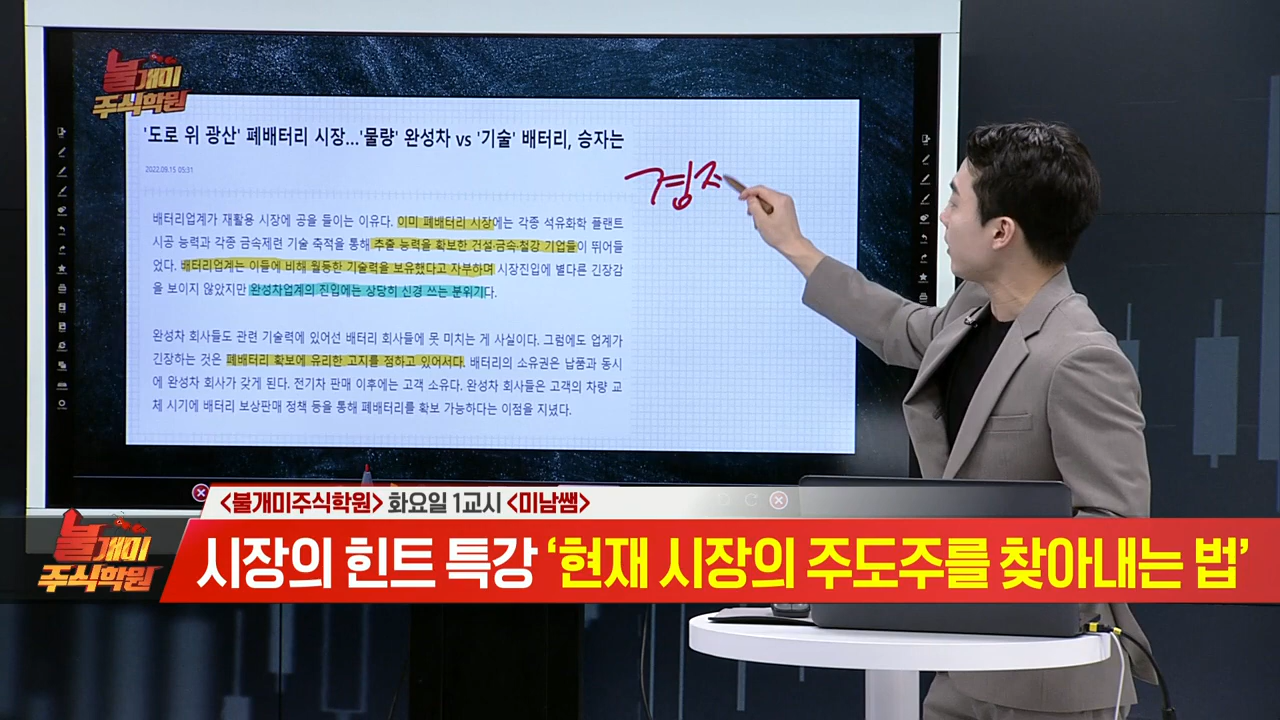 불개미
주식학원
'도로 위 광산' 폐배터리 시장...'물량' 완성차 vs '기술' 배터리, 승자는
2022.09.15 05:31
배터리업계가 재활용 시장에 공을 들이는 이유다. 이미 폐배터리 시장에는 각종 석유화학 플랜트
시공 능력과 각종 금속제련 기술 축적을 통해 추출 능력을 확보한 건설·금속·철강 기업들이 뛰어들
었다. 배터리업계는 이들에 비해 월등한 기술력을 보유했다고 자부하며 시장진입에 별다른 긴장감
을 보이지 않았지만 완성차업계의 진입에는 상당히 신경 쓰는 분위기다.
완성차 회사들도 관련 기술력에 있어선 배터리 회사들에 못 미치는 게 사실이다. 그럼에도 업계가
긴장하는 것은 폐배터리 확보에 유리한 고지를 점하고 있어서다. 배터리의 소유권은 납품과 동시
에 완성차 회사가 갖게 된다. 전기차 판매 이후에는 고객 소유다. 완성차 회사들은 고객의 차량 교
체 시기에 배터리 보상판매 정책 등을 통해 폐배터리를 확보 가능하다는 이점을 지녔다.
<불개미주식학원> 화요일 1교시 <미남쌤>
불개미
주식학원
시장의 힌트 특강 ‘현재 시장의 주도주를 찾아내는 법’